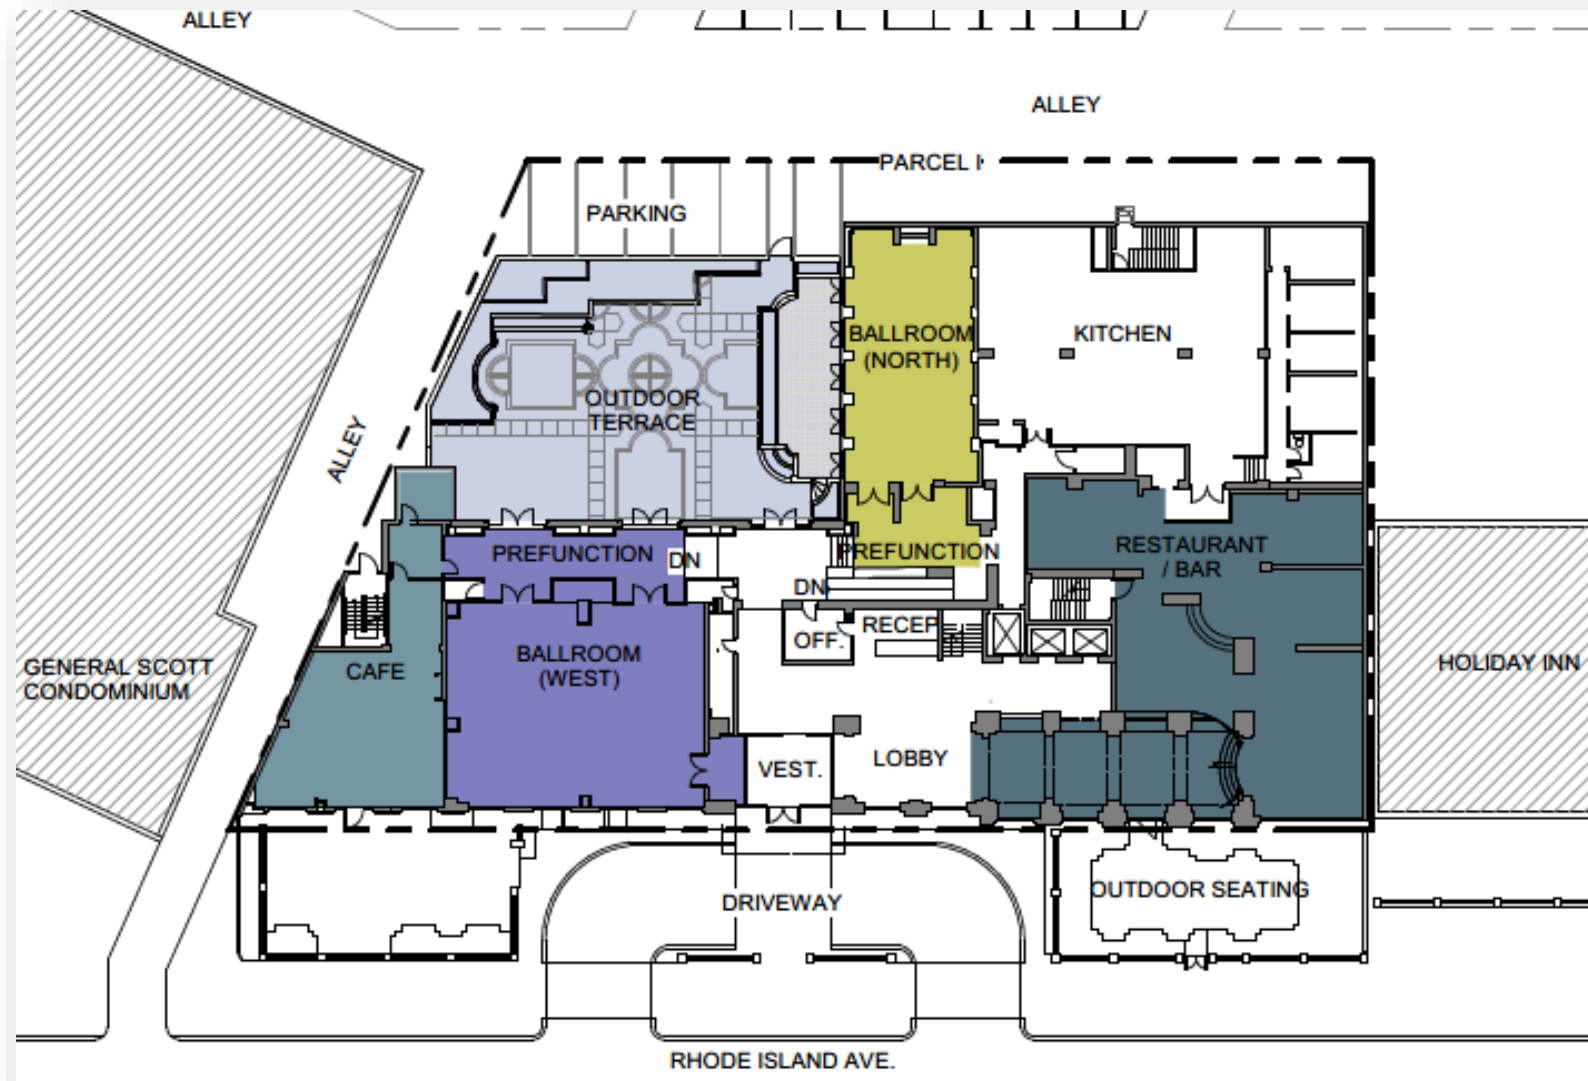 ALLEY
ALLEY
PARCEL I
PARKING
BALLROOM
(NORTH)
KITCHEN
OUTDOOR
TERRACE
ALLEY
PREFUNCTION
DN
PREFUNCTION
RESTAURANT
/ BAR
DN
OFF.
RECEP
GENERAL SCOTT
CONDOMINIUM
CAFE
BALLROOM
(WEST)
HOLIDAY INN
VEST.
LOBBY
DRIVEWAY
OUTDOOR SEATING
RHODE ISLAND AVE.